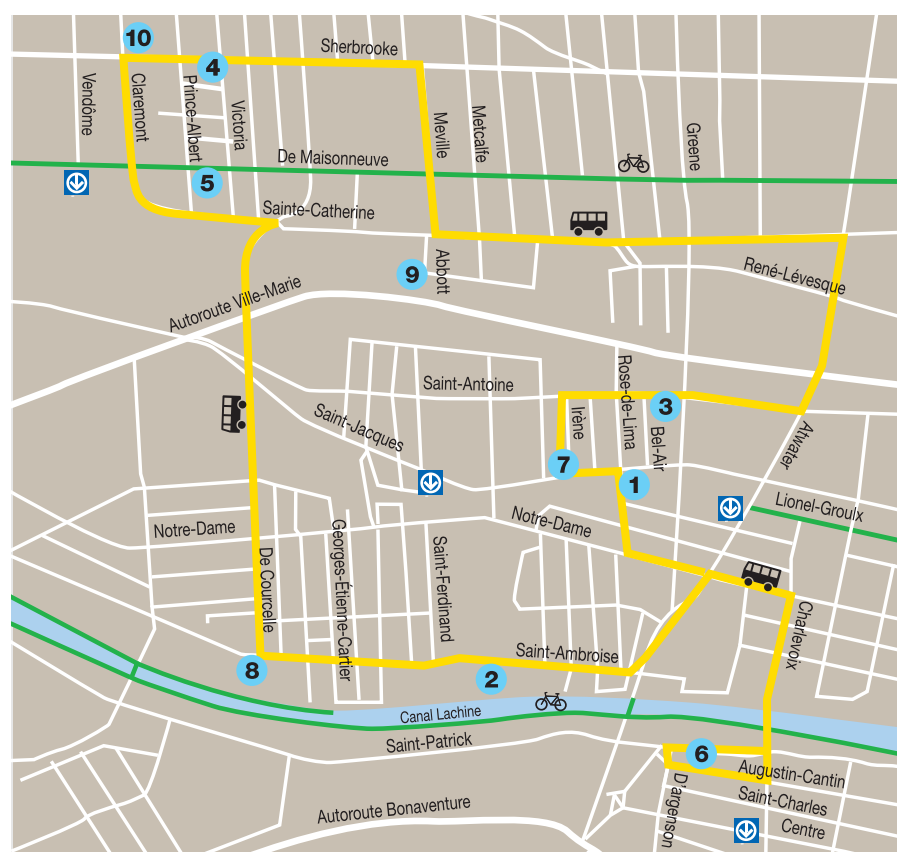 10
Sherbrooke
4
Vendôme
Claremont
Prince-Albert
Victoria
Meville
Metcalfe
Greene
De Maisonneuve
5
Sainte-Catherine
9
Abbott
René-Lévesque
Autoroute Ville-Marie
Saint-Antoine
Rose-de-Lima
3
Irène
Bel-Air
Saint-Jacques
Atwater
7
1
Lionel-Groulx
Notre-Dame
Notre-Dame
De Courcelle
Georges-Étienne-Cartier
Saint-Ferdinand
Charlevoix
Saint-Ambroise
8
2
Canal Lachine
Saint-Patrick
6
Augustin-Cantin
D'argenson
Saint-Charles
Centre
Autoroute Bonaventure